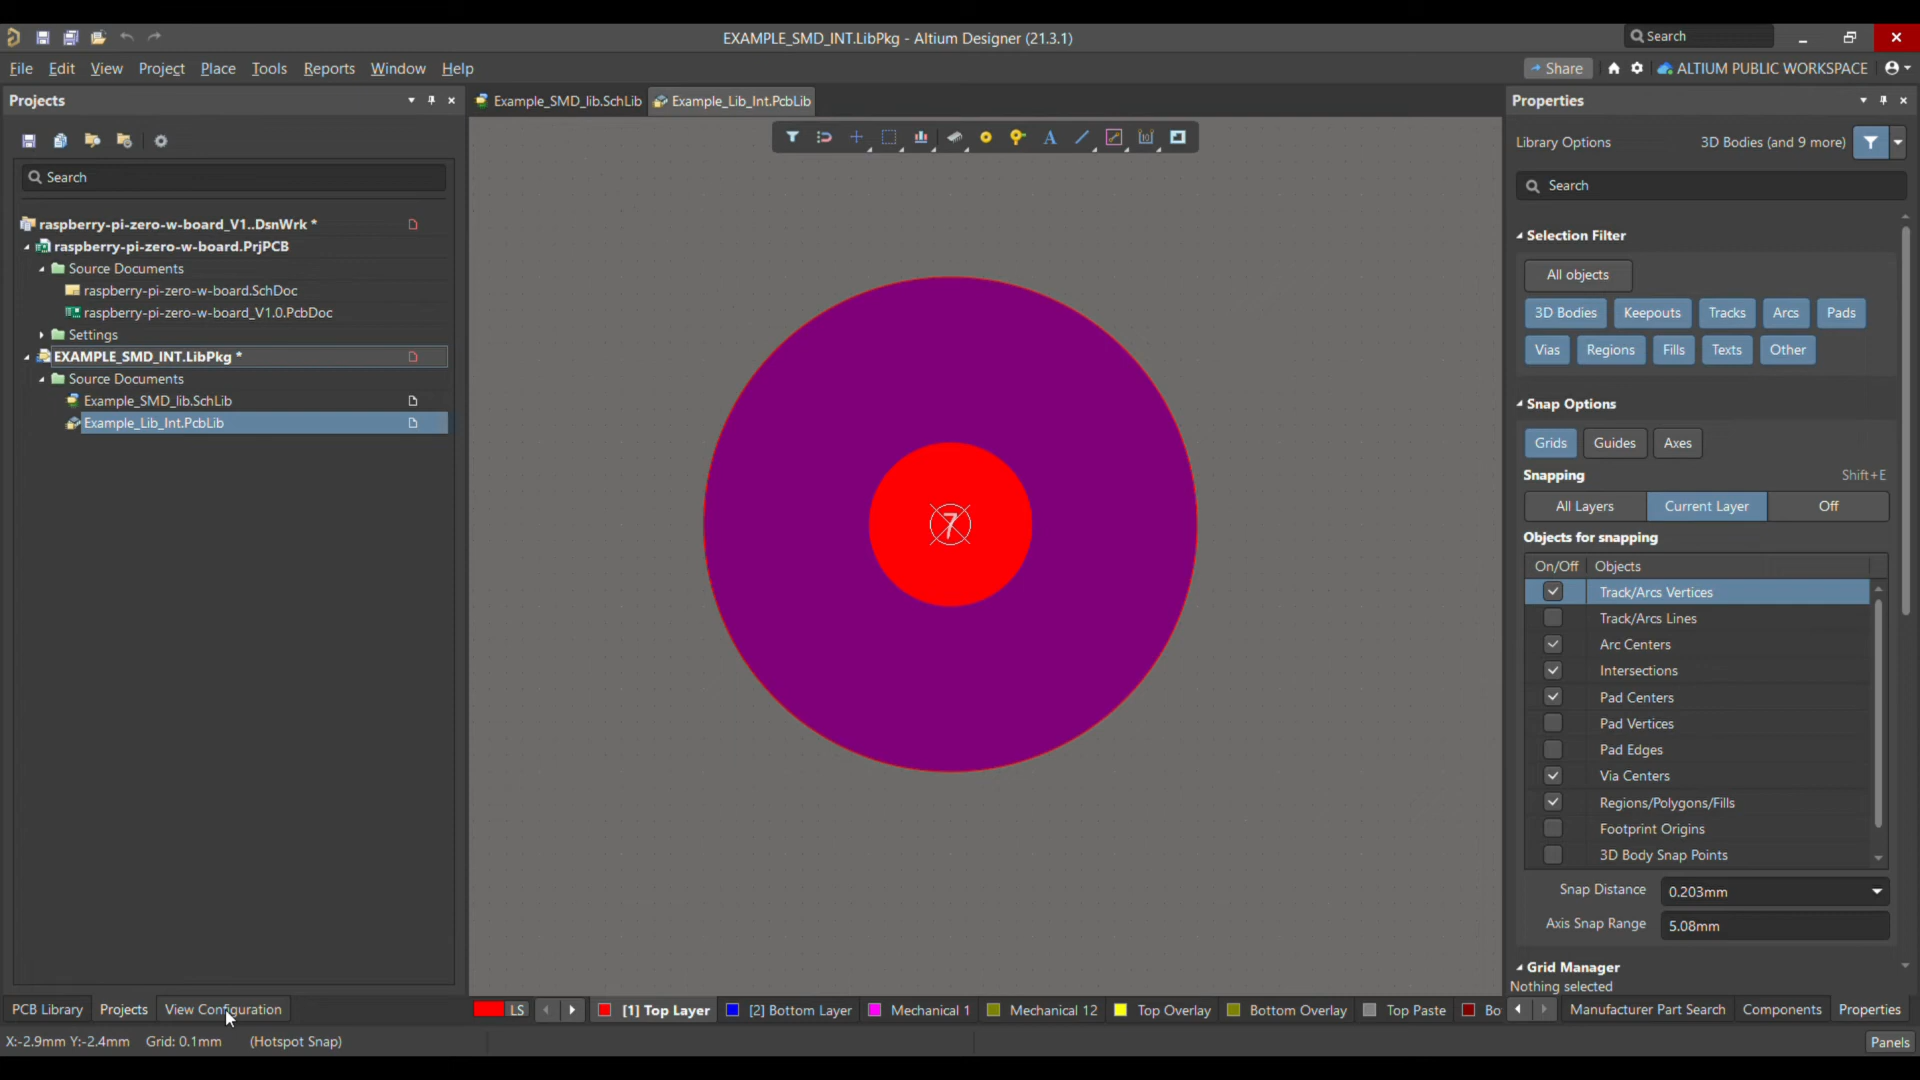 EXAMPLE_SMD_INT.LibPkg - Altium Designer (21.3.1)
Search
File Edit View Project Place Tools Reports Window Help
Share
ALTIUM PUBLIC WORKSPACE
Projects
Search
raspberry-pi-zero-w-board_V1..DsnWrk *
raspberry-pi-zero-w-board.PrjPCB
Source Documents
raspberry-pi-zero-w-board.SchDoc
raspberry-pi-zero-w-board_V1.0.PcbDoc
Settings
EXAMPLE_SMD_INT.LibPkg *
Source Documents
Example_SMD_lib.SchLib
Example_Lib_Int.PcbLib
Example_SMD_lib.SchLib Example_Lib_Int.PcbLib
A
7
Properties
Library Options 3D Bodies (and 9 more)
Search
Selection Filter
All objects
3D Bodies Keepouts Tracks Arcs Pads
Vias Regions Fills Texts Other
Snap Options
Grids Guides Axes
Snapping Shift+E
All Layers Current Layer Off
Objects for snapping
On/Off Objects
Track/Arcs Vertices
Track/Arcs Lines
Arc Centers
Intersections
Pad Centers
Pad Vertices
Pad Edges
Via Centers
Regions/Polygons/Fills
Footprint Origins
3D Body Snap Points
Snap Distance 0.203mm
Axis Snap Range 5.08mm
Grid Manager
Nothing selected
PCB Library Projects View Configuration
LS [1] Top Layer [2] Bottom Layer Mechanical 1 Mechanical 12 Top Overlay Bottom Overlay Top Paste Bo
Manufacturer Part Search Components Properties
X:-2.9mm Y:-2.4mm Grid: 0.1mm (Hotspot Snap)
Panels